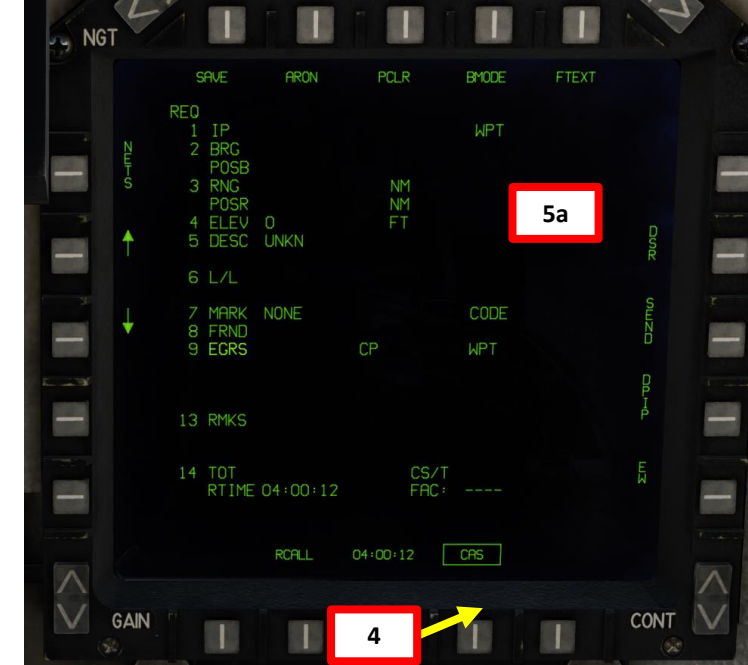 NGT
SAVE ARON PCLR BMODE FTEXT
REQ
1 IP WPT
2 BRG
POSB
3 RNG NM
POSR NM
4 ELEV 0 FT
5 DESC UNKN
6 L/L
7 MARK NONE CODE
8 FRND
9 EGRS CP WPT
13 RMKS
14 TOT CS/T
RTIME 04:00:12 FAC: ----
RCALL 04:00:12 CAS
NETS
DSR
SEND
DPIP
EW
5a
GAIN
4
CONT